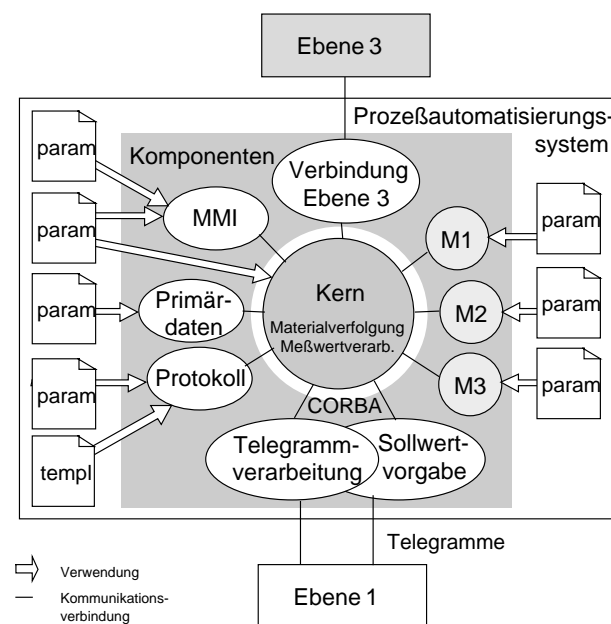 Ebene 3
Prozeßautomatisierungs-
system
param
Komponenten
Verbindung
Ebene 3
param
MMI
M1
param
Kern
Materialverfolgung
Meßwertverarb.
param
Primär-
daten
M2
param
param
Protokoll
M3
param
CORBA
templ
Telegramm-
verarbeitung
Sollwert-
vorgabe
Telegramme
Verwendung
Kommunikations-
verbindung
Ebene 1